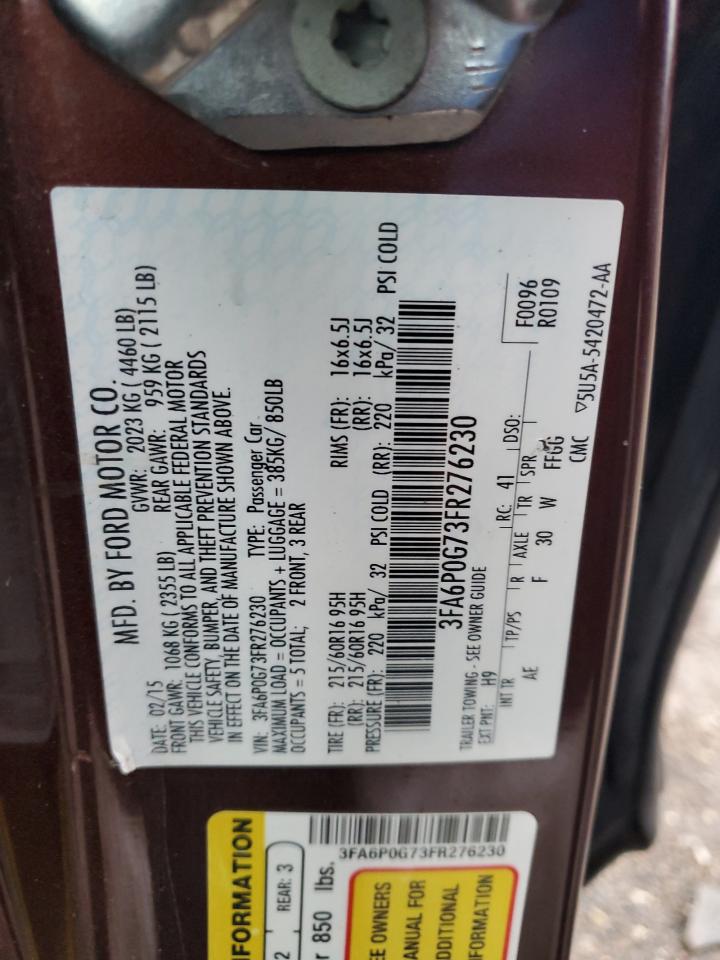 MFD. BY FORD MOTOR CO.
DATE: 02/15 GVWR: 2023 KG ( 4460 LB)
FRONT GAWR: 1068 KG ( 2355 LB) REAR GAWR: 959 KG ( 2115 LB)
THIS VEHICLE CONFORMS TO ALL APPLICABLE FEDERAL MOTOR
VEHICLE SAFETY, BUMPER, AND THEFT PREVENTION STANDARDS
IN EFFECT ON THE DATE OF MANUFACTURE SHOWN ABOVE.
VIN: 3FA6P0G73FR276230 TYPE: Passenger Car
MAXIMUM LOAD = OCCUPANTS + LUGGAGE = 385KG/ 850LB
OCCUPANTS = 5 TOTAL; 2 FRONT, 3 REAR
TIRE (FR): 215/60R16 95H RIMS (FR): 16x6.5J
(RR): 215/60R16 95H (RR): 16x6.5J
PRESSURE (FR): 220 kPa/ 32 PSI COLD (RR): 220 kPa/ 32 PSI COLD
3FA6P0G73FR276230
TRAILER TOWING - SEE OWNER GUIDE
EXT PNT: H9 RC: 41 DSO: F0096
R0109
INT TR TP/PS R AXLE TR SPR
AE F 30 W FFGG
CMC ▽5U5A-5420472-AA
INFORMATION
2 REAR: 3
r 850 lbs.
3FA6P0G73FR276230
EE OWNERS
ANUAL FOR
DDITIONAL
NFORMATION